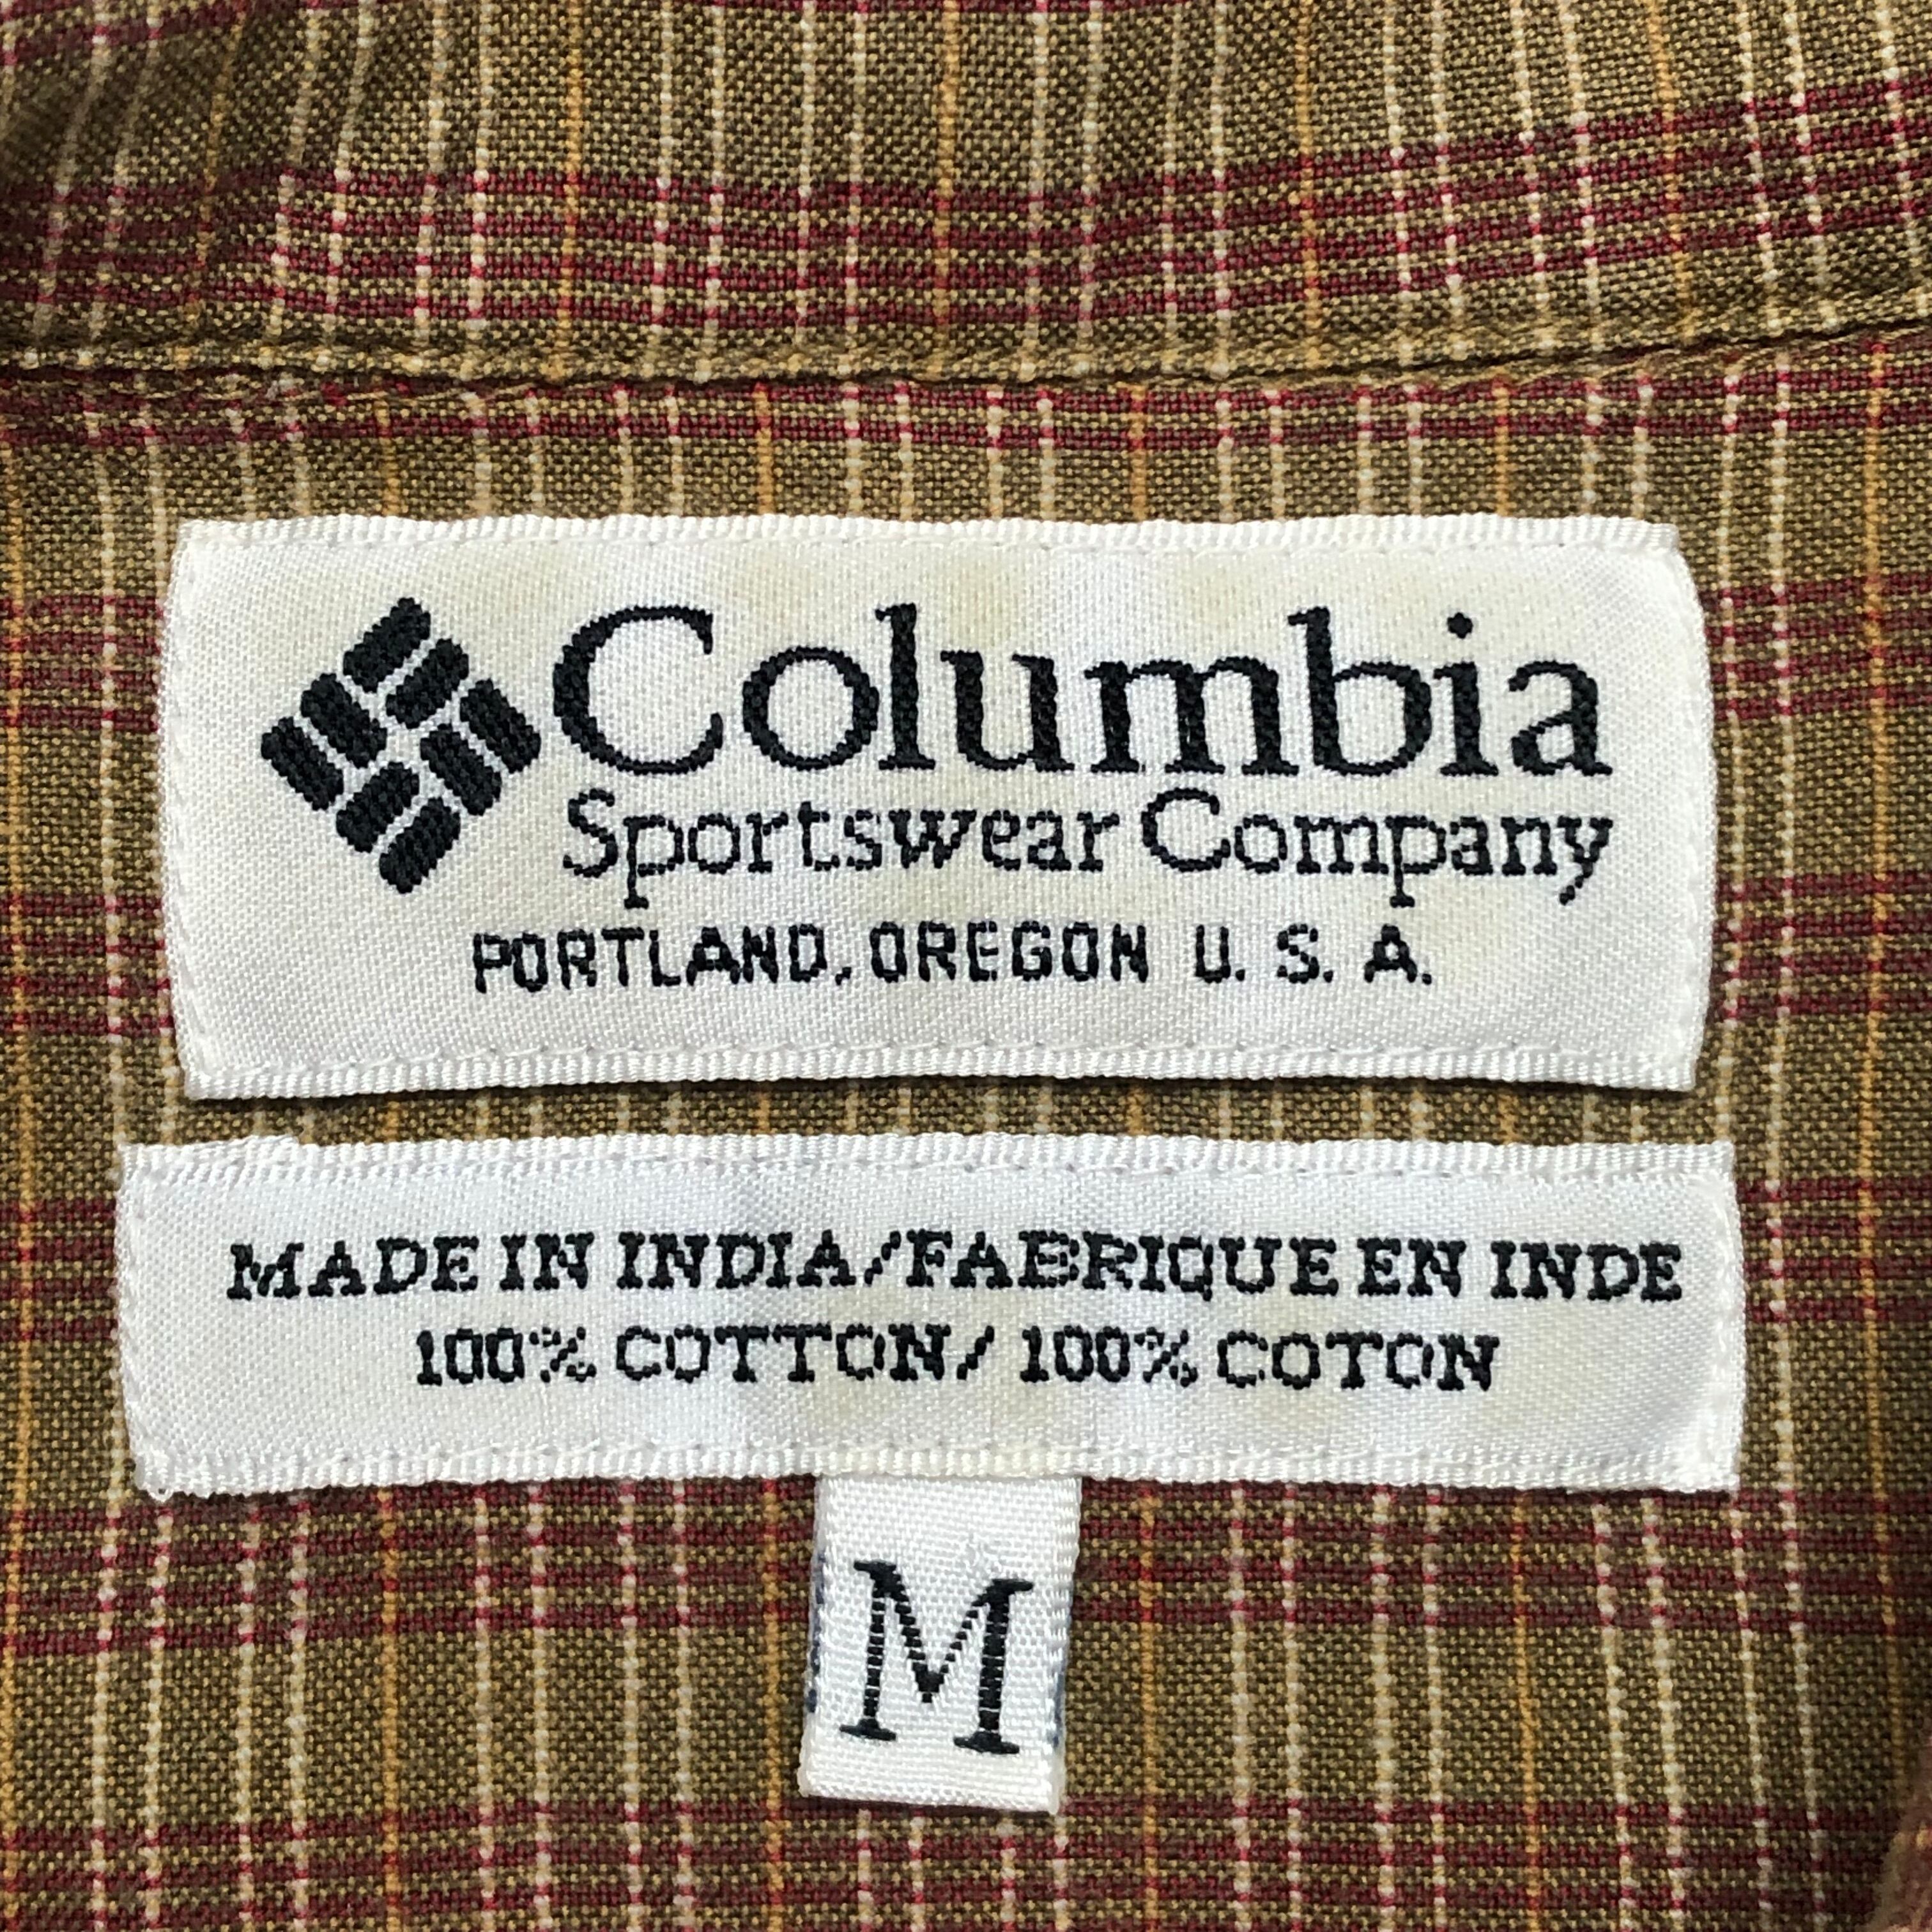 Columbia
Sportswear Company
PORTLAND, OREGON U. S. A.
MADE IN INDIA/FABRIQUE EN INDE
100% COTTON/ 100% COTON
M